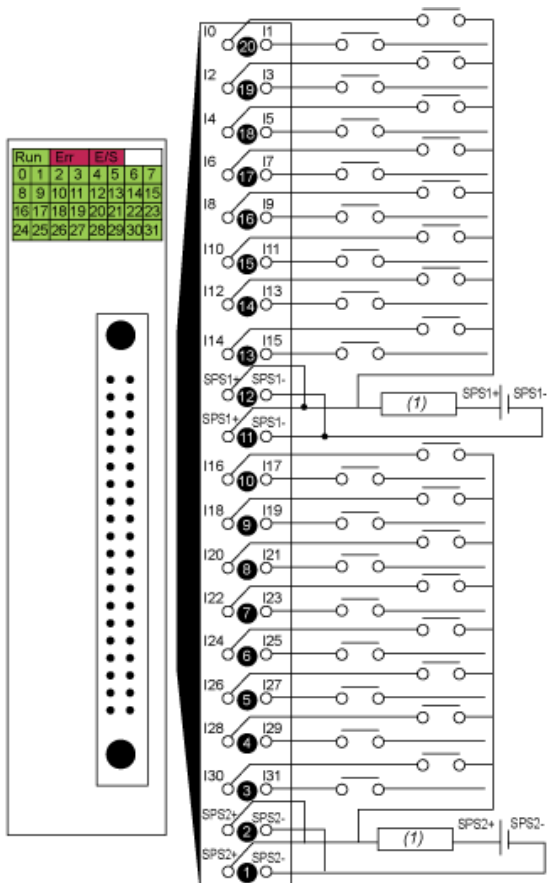 Run Err E/S
0 1 2 3 4 5 6 7
8 9 10 11 12 13 14 15
16 17 18 19 20 21 22 23
24 25 26 27 28 29 30 31
I0 20 I1
I2 19 I3
I4 18 I5
I6 17 I7
I8 16 I9
I10 15 I11
I12 14 I13
I14 13 I15
SPS1+ 12 SPS1-
(1) SPS1+ SPS1-
SPS1+ 11 SPS1-
I16 10 I17
I18 9 I19
I20 8 I21
I22 7 I23
I24 6 I25
I26 5 I27
I28 4 I29
I30 3 I31
SPS2+ 2 SPS2-
(1) SPS2+ SPS2-
SPS2+ 1 SPS2-